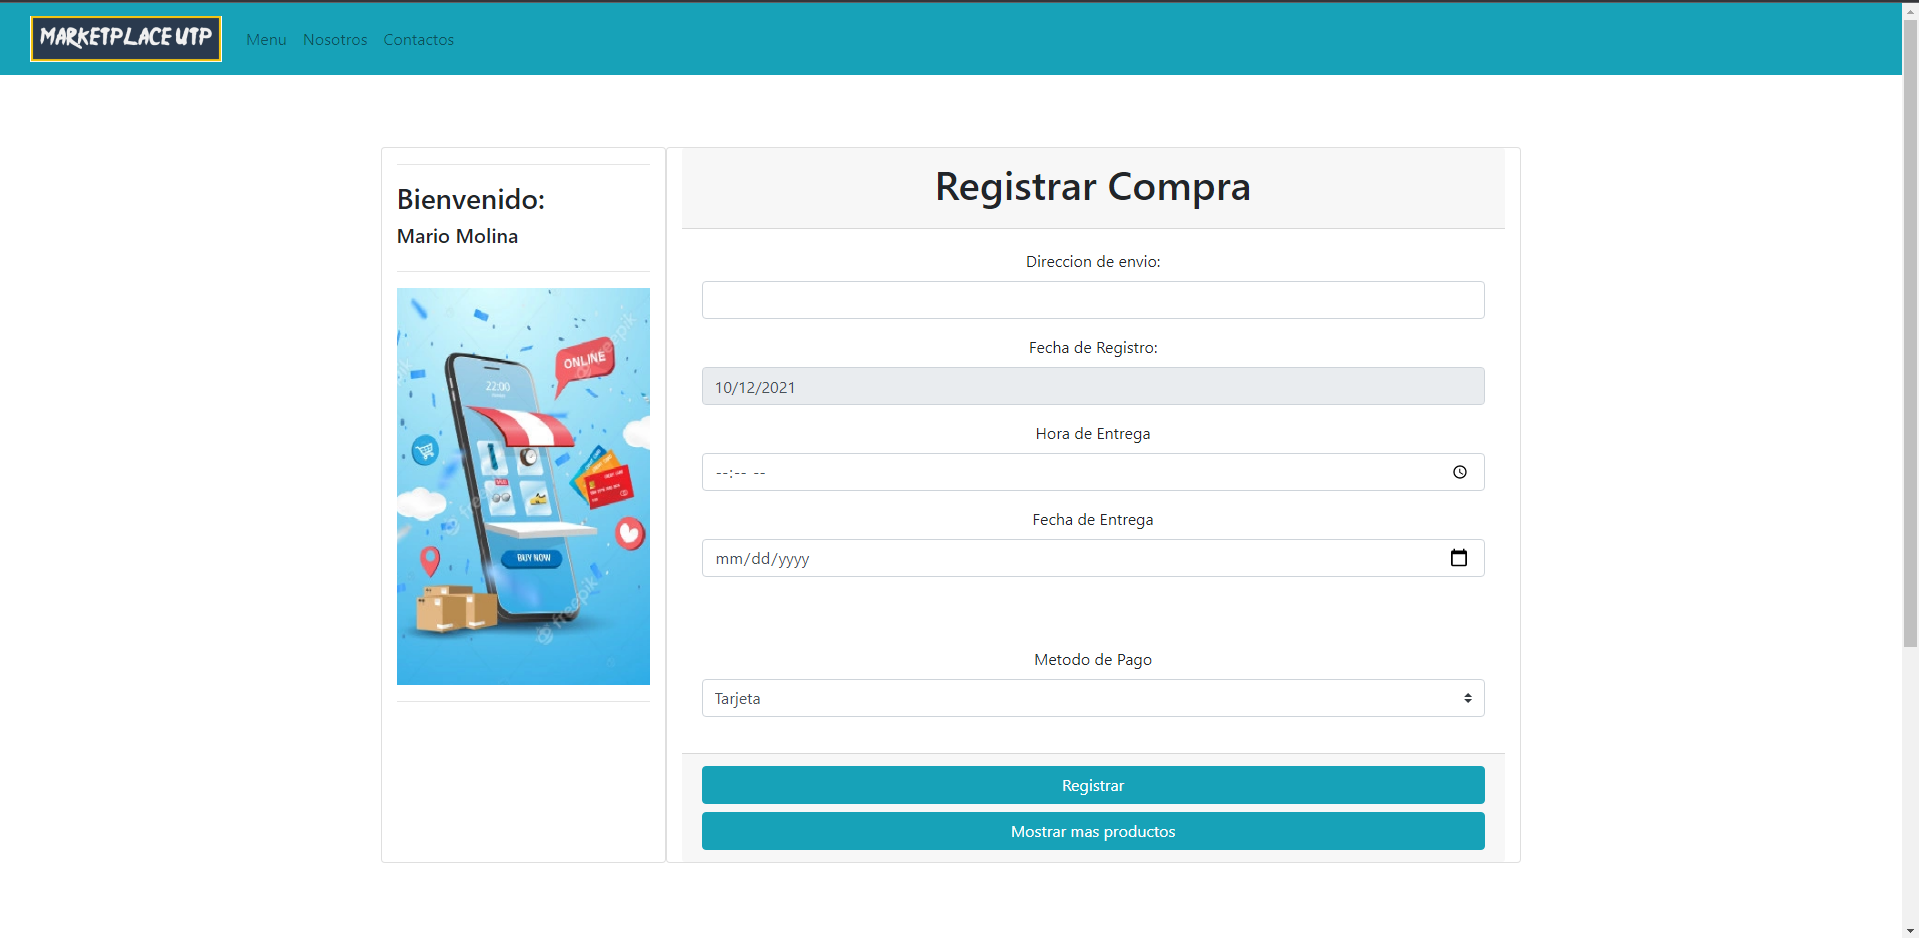 MARKETPLACE UTP
Menu Nosotros Contactos
Bienvenido:
Mario Molina
22:00
ONLINE
BUY NOW
freepik
Registrar Compra
Direccion de envio:
Fecha de Registro:
10/12/2021
Hora de Entrega
--:-- --
Fecha de Entrega
mm/dd/yyyy
Metodo de Pago
Tarjeta
Registrar
Mostrar mas productos